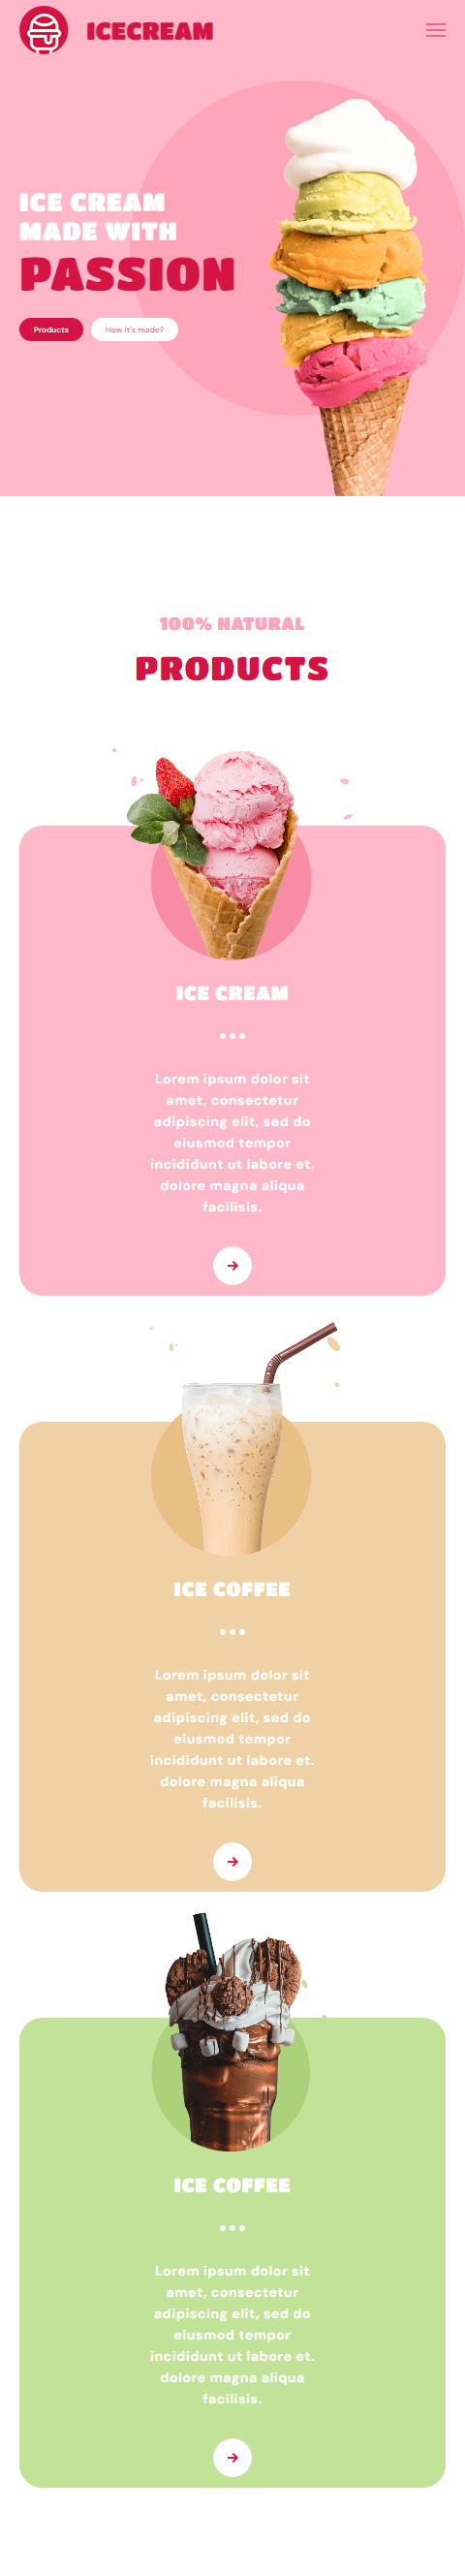 ICECREAM
ICE CREAM
MADE WITH
PASSION
Products
How it's made?
100% NATURAL
PRODUCTS
ICE CREAM
Lorem ipsum dolor sit
amet, consectetur
adipiscing elit, sed do
eiusmod tempor
incididunt ut labore et.
dolore magna aliqua
facilisis.
ICE COFFEE
Lorem ipsum dolor sit
amet, consectetur
adipiscing elit, sed do
eiusmod tempor
incididunt ut labore et.
dolore magna aliqua
facilisis.
ICE COFFEE
Lorem ipsum dolor sit
amet, consectetur
adipiscing elit, sed do
eiusmod tempor
incididunt ut labore et.
dolore magna aliqua
facilisis.